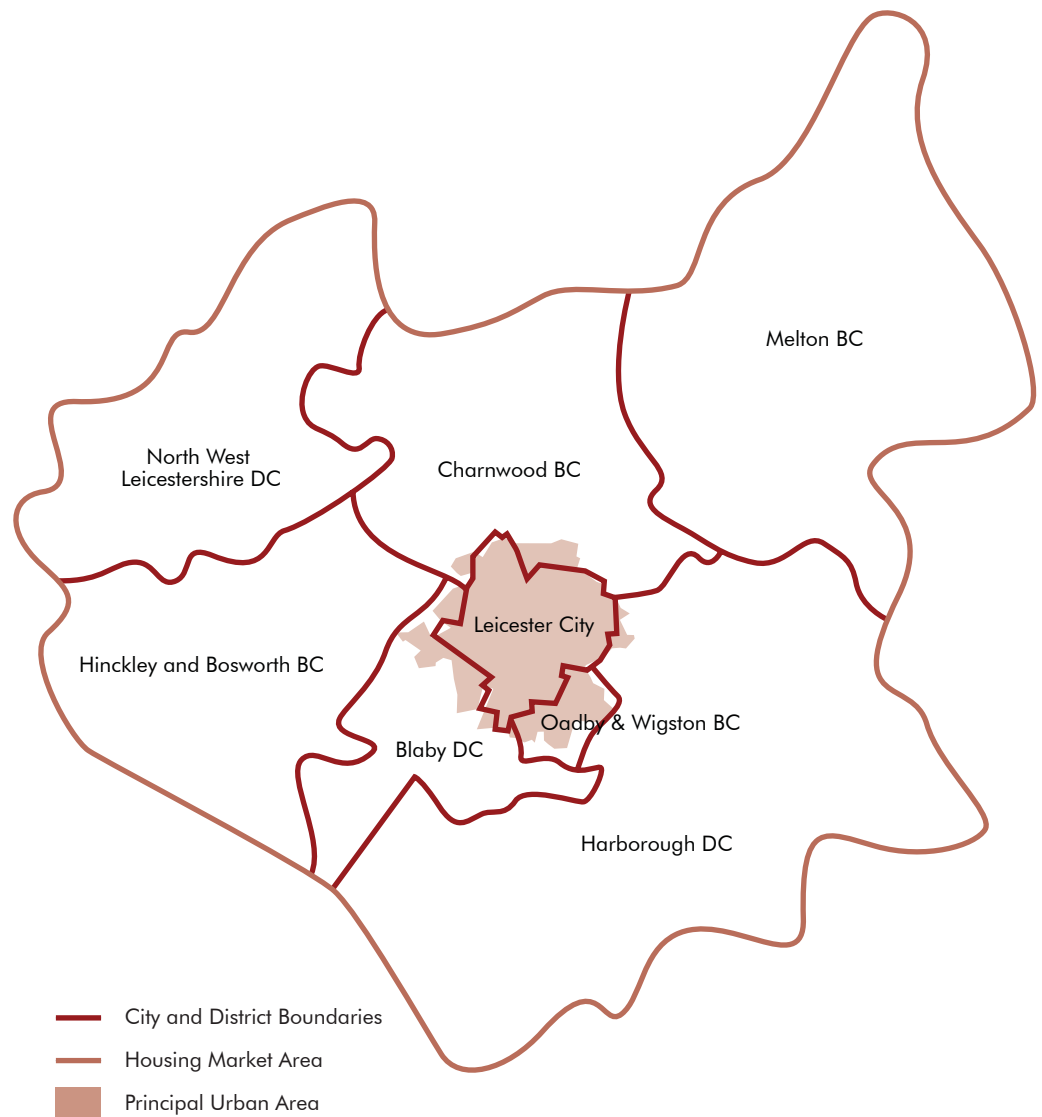 Melton BC
North West
Leicestershire DC
Charnwood BC
Leicester City
Hinckley and Bosworth BC
Oadby & Wigston BC
Blaby DC
Harborough DC
City and District Boundaries
Housing Market Area
Principal Urban Area